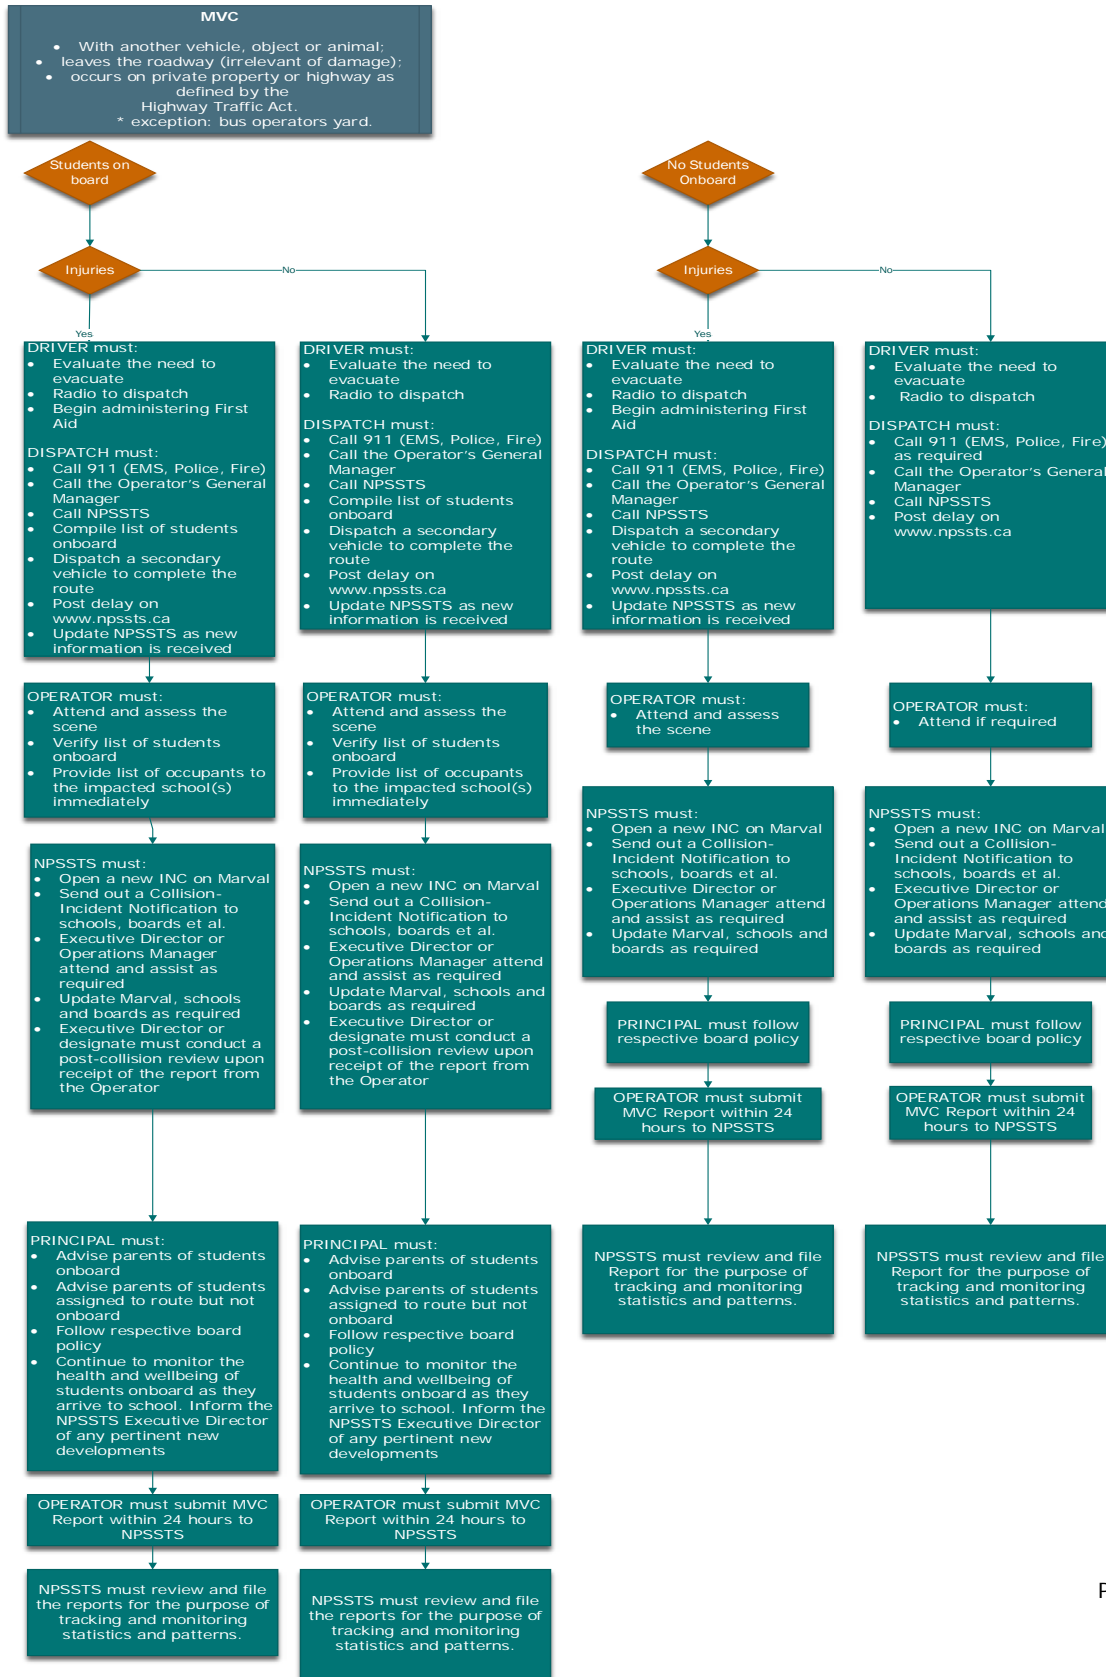 MVC
• With another vehicle, object or animal;
• leaves the roadway (irrelevant of damage);
• occurs on private property or highway as
defined by the
Highway Traffic Act.
* exception: bus operators yard.
Students on
board
Injuries
No
Yes
DRIVER must:
• Evaluate the need to
evacuate
• Radio to dispatch
• Begin administering First
Aid
DISPATCH must:
• Call 911 (EMS, Police, Fire)
• Call the Operator's General
Manager
• Call NPSSTS
• Compile list of students
onboard
• Dispatch a secondary
vehicle to complete the
route
• Post delay on
www.npssts.ca
• Update NPSSTS as new
information is received
OPERATOR must:
• Attend and assess the
scene
• Verify list of students
onboard
• Provide list of occupants to
the impacted school(s)
immediately
NPSSTS must:
• Open a new INC on Marval
• Send out a Collision-
Incident Notification to
schools, boards et al.
• Executive Director or
Operations Manager
attend and assist as
required
• Update Marval, schools
and boards as required
• Executive Director or
designate must conduct a
post-collision review upon
receipt of the report from
the Operator
PRINCIPAL must:
• Advise parents of students
onboard
• Advise parents of students
assigned to route but not
onboard
• Follow respective board
policy
• Continue to monitor the
health and wellbeing of
students onboard as they
arrive to school. Inform the
NPSSTS Executive Director
of any pertinent new
developments
OPERATOR must submit MVC
Report within 24 hours to
NPSSTS
NPSSTS must review and file
the reports for the purpose of
tracking and monitoring
statistics and patterns.
DRIVER must:
• Evaluate the need to
evacuate
• Radio to dispatch
DISPATCH must:
• Call 911 (EMS, Police, Fire)
• Call the Operator's General
Manager
• Call NPSSTS
• Compile list of students
onboard
• Dispatch a secondary
vehicle to complete the
route
• Post delay on
www.npssts.ca
• Update NPSSTS as new
information is received
OPERATOR must:
• Attend and assess the
scene
• Verify list of students
onboard
• Provide list of occupants
to the impacted school(s)
immediately
NPSSTS must:
• Open a new INC on Marval
• Send out a Collision-
Incident Notification to
schools, boards et al.
• Executive Director or
Operations Manager attend
and assist as required
• Update Marval, schools and
boards as required
• Executive Director or
designate must conduct a
post-collision review upon
receipt of the report from
the Operator
PRINCIPAL must:
• Advise parents of students
onboard
• Advise parents of students
assigned to route but not
onboard
• Follow respective board
policy
• Continue to monitor the
health and wellbeing of
students onboard as they
arrive to school. Inform the
NPSSTS Executive Director
of any pertinent new
developments
OPERATOR must submit MVC
Report within 24 hours to
NPSSTS
NPSSTS must review and file
the reports for the purpose of
tracking and monitoring
statistics and patterns.
No Students
Onboard
Injuries
No
Yes
DRIVER must:
• Evaluate the need to
evacuate
• Radio to dispatch
• Begin administering First
Aid
DISPATCH must:
• Call 911 (EMS, Police, Fire)
• Call the Operator's General
Manager
• Call NPSSTS
• Dispatch a secondary
vehicle to complete the
route
• Post delay on
www.npssts.ca
• Update NPSSTS as new
information is received
OPERATOR must:
• Attend and assess
the scene
NPSSTS must:
• Open a new INC on Marval
• Send out a Collision-
Incident Notification to
schools, boards et al.
• Executive Director or
Operations Manager attend
and assist as required
• Update Marval, schools and
boards as required
PRINCIPAL must follow
respective board policy
OPERATOR must submit
MVC Report within 24
hours to NPSSTS
NPSSTS must review and file
Report for the purpose of
tracking and monitoring
statistics and patterns.
DRIVER must:
• Evaluate the need to
evacuate
• Radio to dispatch
DISPATCH must:
• Call 911 (EMS, Police, Fire)
as required
• Call the Operator's General
Manager
• Call NPSSTS
• Post delay on
www.npssts.ca
OPERATOR must:
• Attend if required
NPSSTS must:
• Open a new INC on Marval
• Send out a Collision-
Incident Notification to
schools, boards et al.
• Executive Director or
Operations Manager attend
and assist as required
• Update Marval, schools and
boards as required
PRINCIPAL must follow
respective board policy
OPERATOR must submit
MVC Report within 24
hours to NPSSTS
NPSSTS must review and file
Report for the purpose of
tracking and monitoring
statistics and patterns.